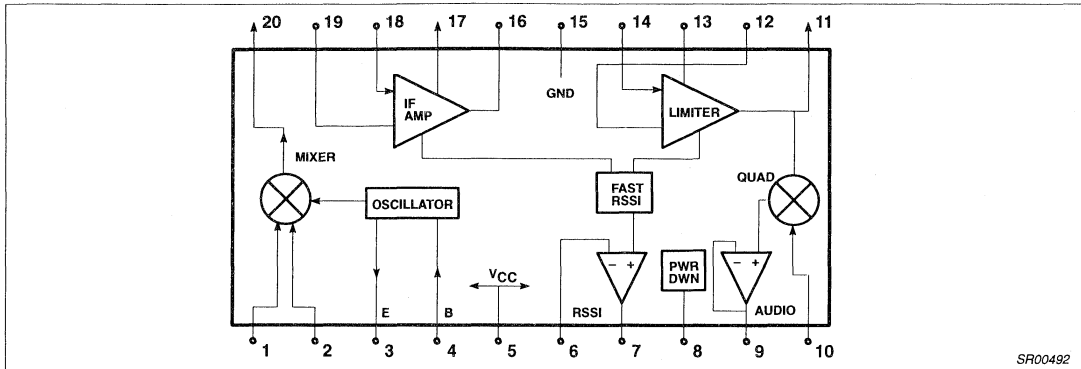 20 19 18 17 16 15 14 13 12 11
IF
AMP
GND
LIMITER
MIXER
QUAD
FAST
RSSI
OSCILLATOR
VCC
− +
PWR
DWN
− +
E B
RSSI
AUDIO
1 2 3 4 5 6 7 8 9 10
SR00492